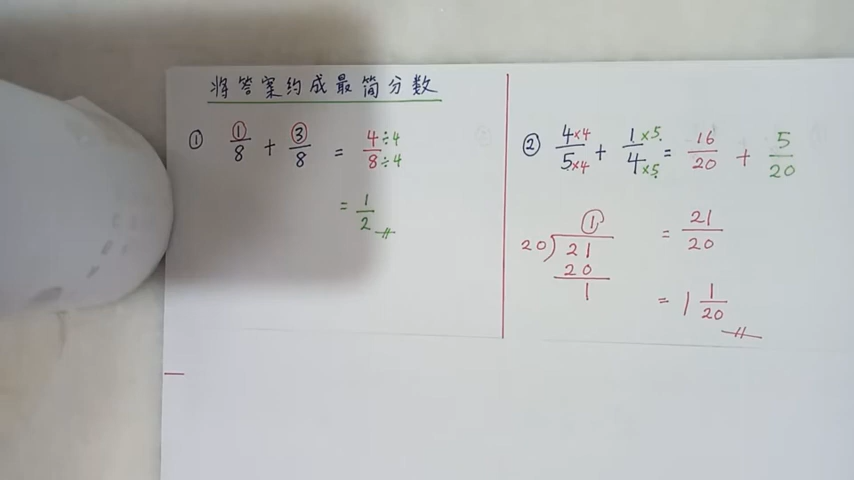 将答案约成最简分数
① 1/8 + 3/8 = 4÷4/8÷4
= 1/2
② 4×4/5×4 + 1×5/4×5 = 16/20 + 5/20
1
20)21
20
1
= 21/20
= 1 1/20